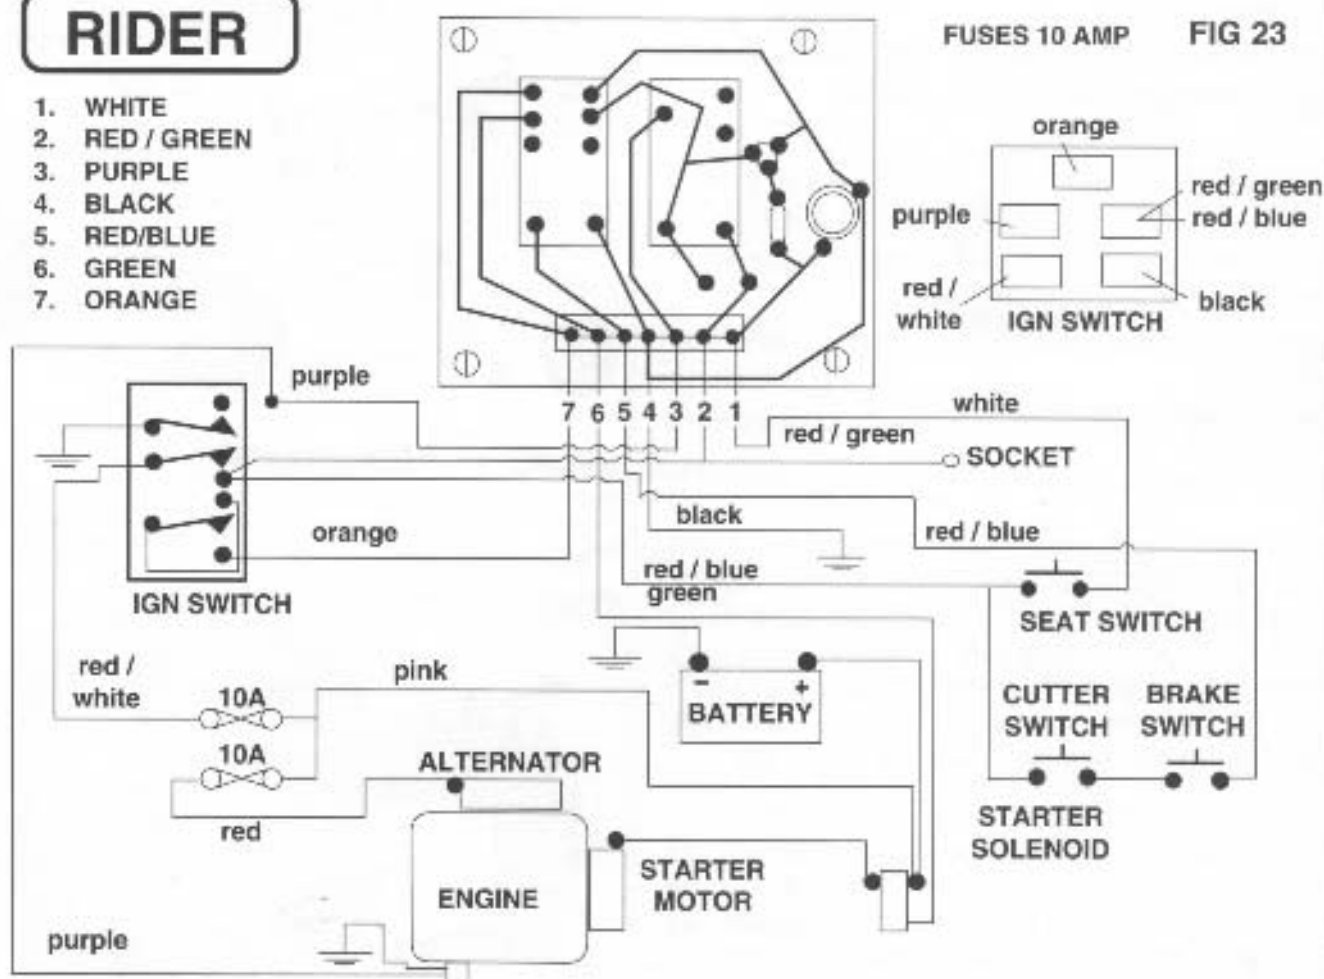 RIDER
FUSES 10 AMP FIG 23
1. WHITE
2. RED / GREEN
3. PURPLE
4. BLACK
5. RED/BLUE
6. GREEN
7. ORANGE
orange
red / green
purple
red / blue
red /
white
black
IGN SWITCH
purple
7 6 5 4 3 2 1
white
red / green
SOCKET
black
orange
red / blue
red / blue
green
IGN SWITCH
SEAT SWITCH
red /
white
pink
10A
- +
BATTERY
CUTTER
SWITCH
BRAKE
SWITCH
10A
ALTERNATOR
red
STARTER
SOLENOID
STARTER
MOTOR
ENGINE
purple